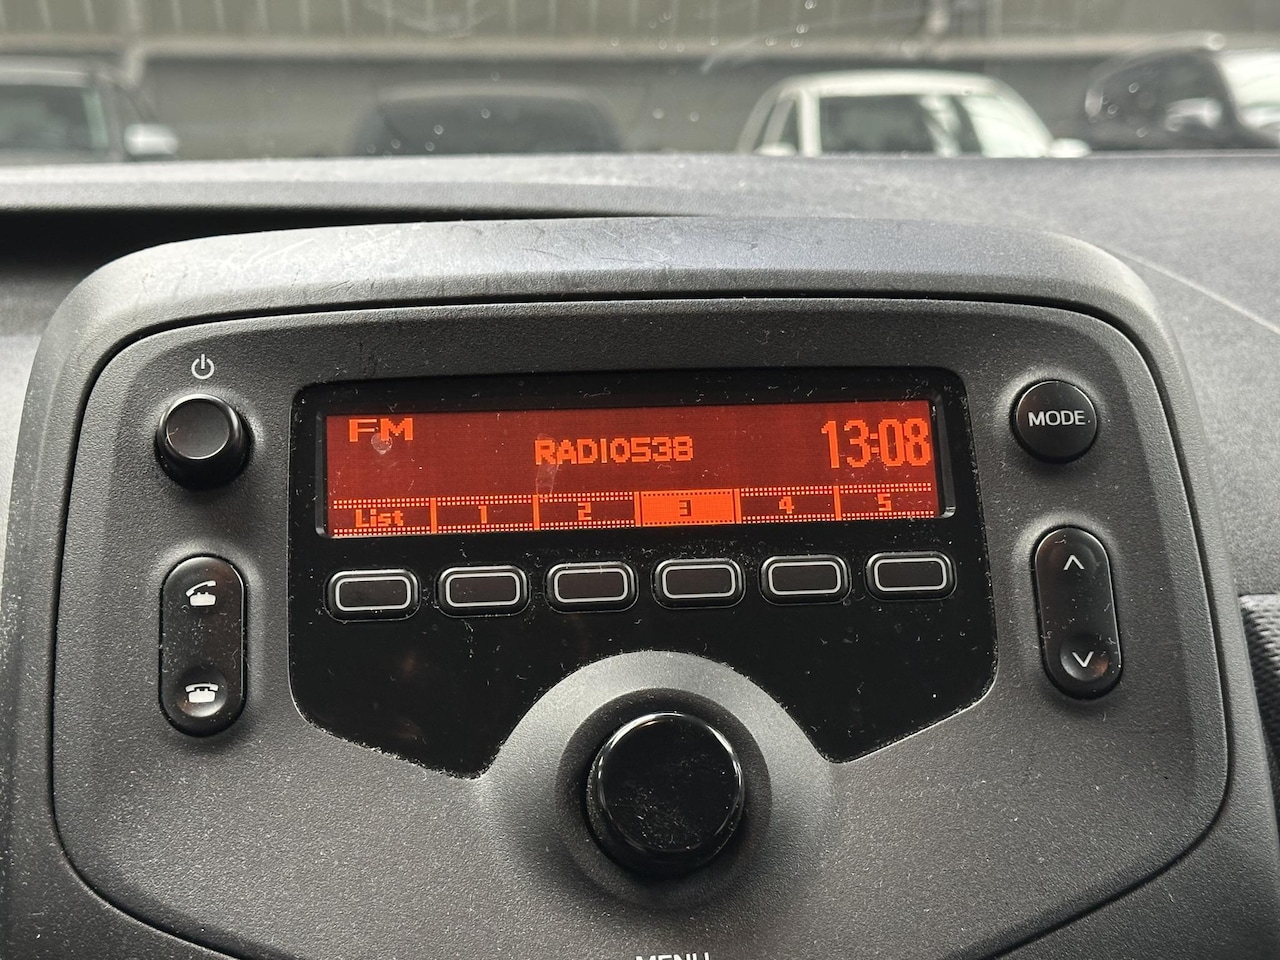 FM
RADIO538
13:08
List 1 2 3 4 5
MODE
MENU